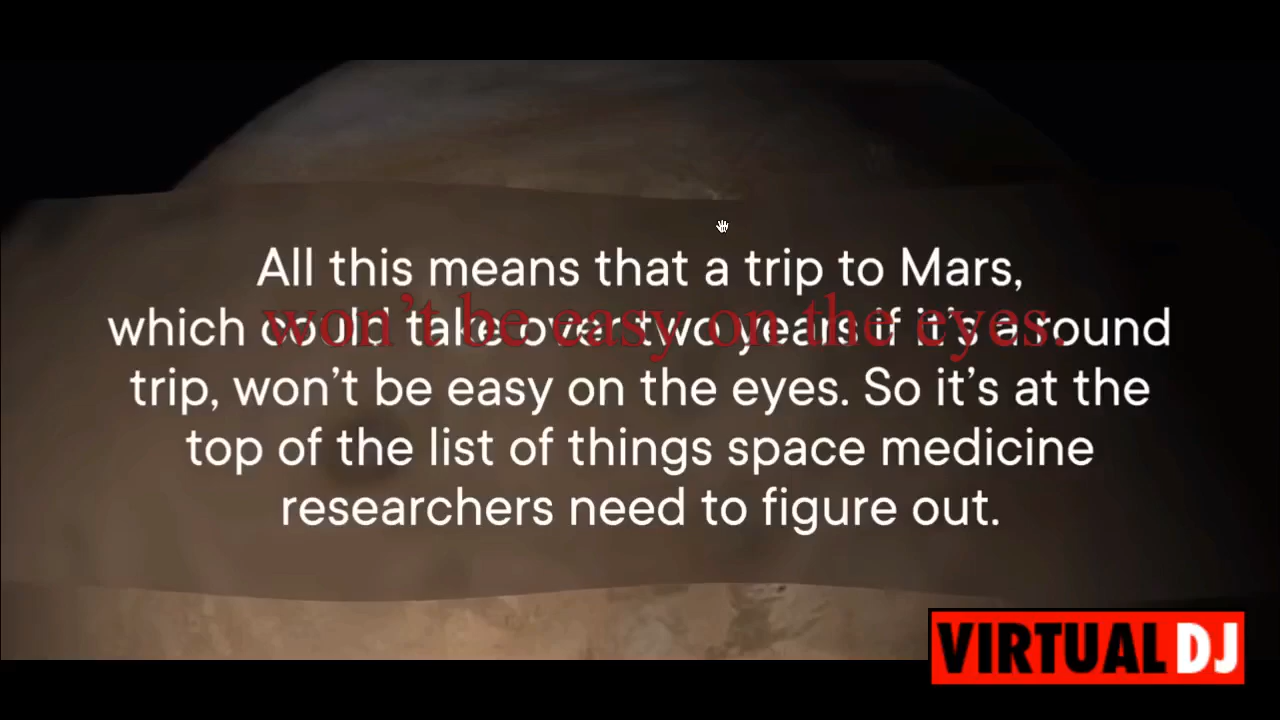 All this means that a trip to Mars,
won't be easy on the eyes.
which could take over two years if it's a round
trip, won't be easy on the eyes. So it's at the
top of the list of things space medicine
researchers need to figure out.
VIRTUAL DJ